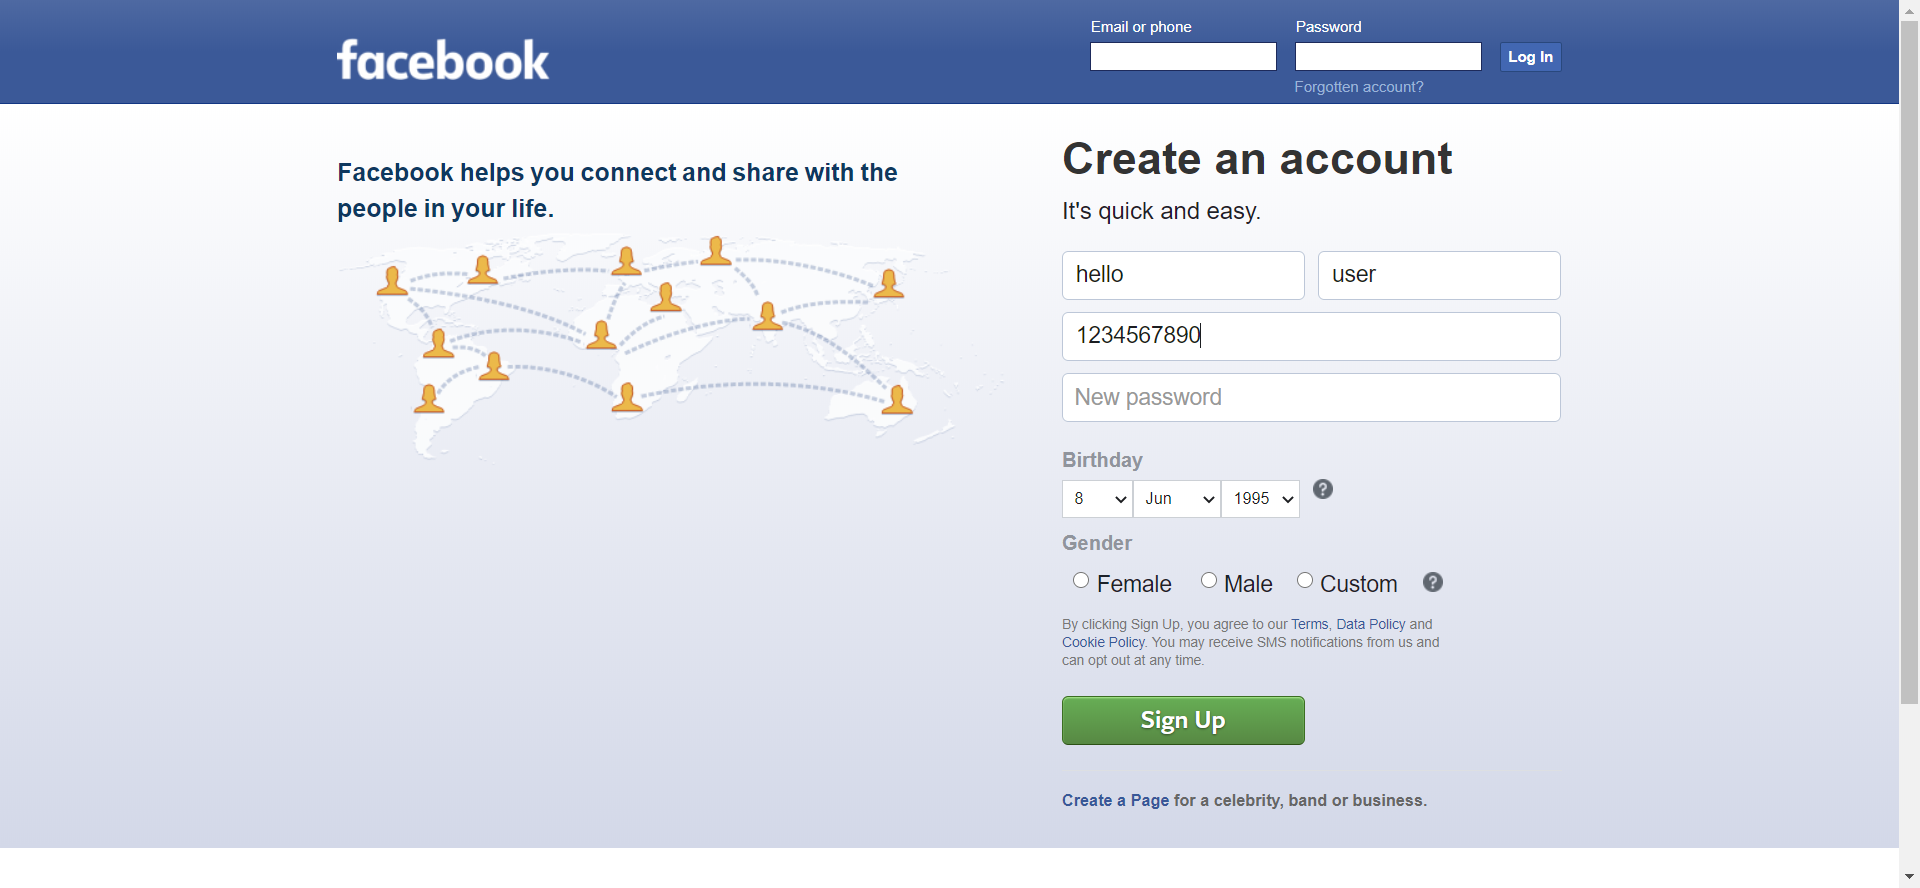 facebook
Email or phone
Password
Log In
Forgotten account?
Facebook helps you connect and share with the
people in your life.
Create an account
It's quick and easy.
hello
user
1234567890
New password
Birthday
8
Jun
1995
?
Gender
Female
Male
Custom
?
By clicking Sign Up, you agree to our Terms, Data Policy and
Cookie Policy. You may receive SMS notifications from us and
can opt out at any time.
Sign Up
Create a Page for a celebrity, band or business.